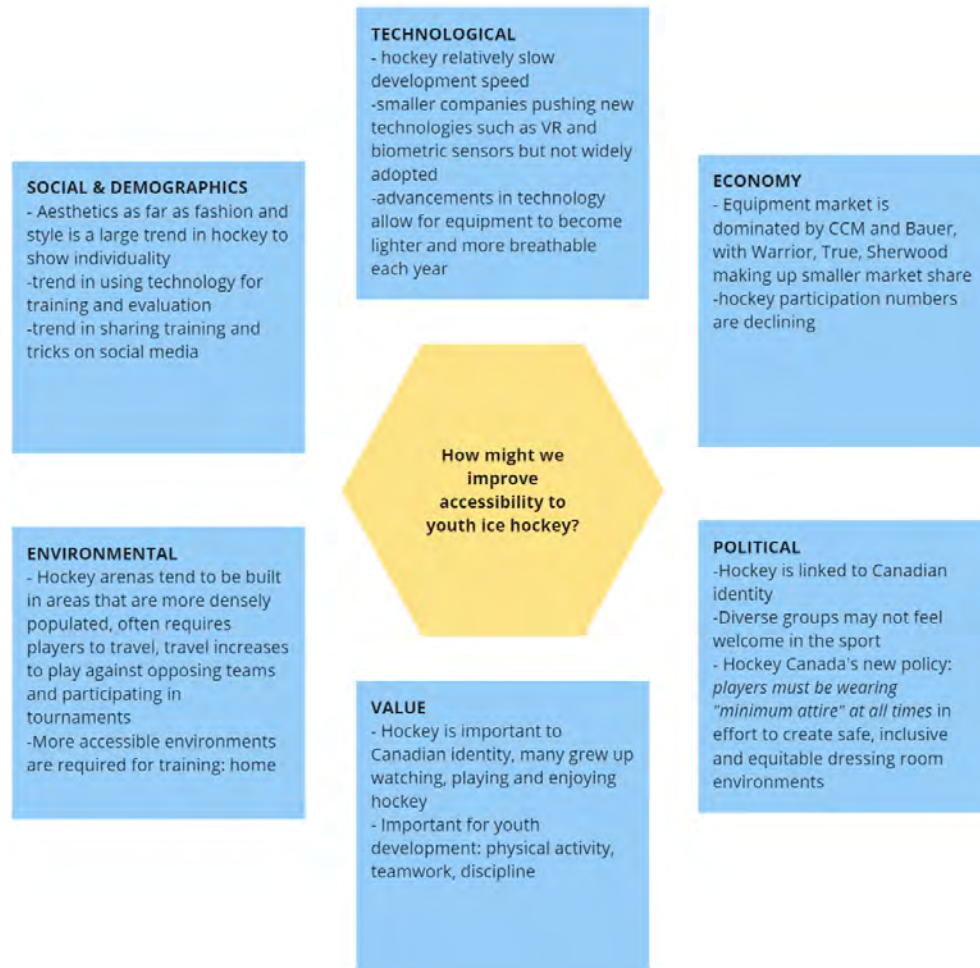 TECHNOLOGICAL
- hockey relatively slow
development speed
-smaller companies pushing new
technologies such as VR and
biometric sensors but not widely
adopted
-advancements in technology
allow for equipment to become
lighter and more breathable
each year
SOCIAL & DEMOGRAPHICS
- Aesthetics as far as fashion and
style is a large trend in hockey to
show individuality
-trend in using technology for
training and evaluation
-trend in sharing training and
tricks on social media
ECONOMY
- Equipment market is
dominated by CCM and Bauer,
with Warrior, True, Sherwood
making up smaller market share
-hockey participation numbers
are declining
How might we
improve
accessibility to
youth ice hockey?
ENVIRONMENTAL
- Hockey arenas tend to be built
in areas that are more densely
populated, often requires
players to travel, travel increases
to play against opposing teams
and participating in
tournaments
-More accessible environments
are required for training: home
POLITICAL
-Hockey is linked to Canadian
identity
-Diverse groups may not feel
welcome in the sport
- Hockey Canada's new policy:
players must be wearing
"minimum attire" at all times in
effort to create safe, inclusive
and equitable dressing room
environments
VALUE
- Hockey is important to
Canadian identity, many grew up
watching, playing and enjoying
hockey
- Important for youth
development: physical activity,
teamwork, discipline